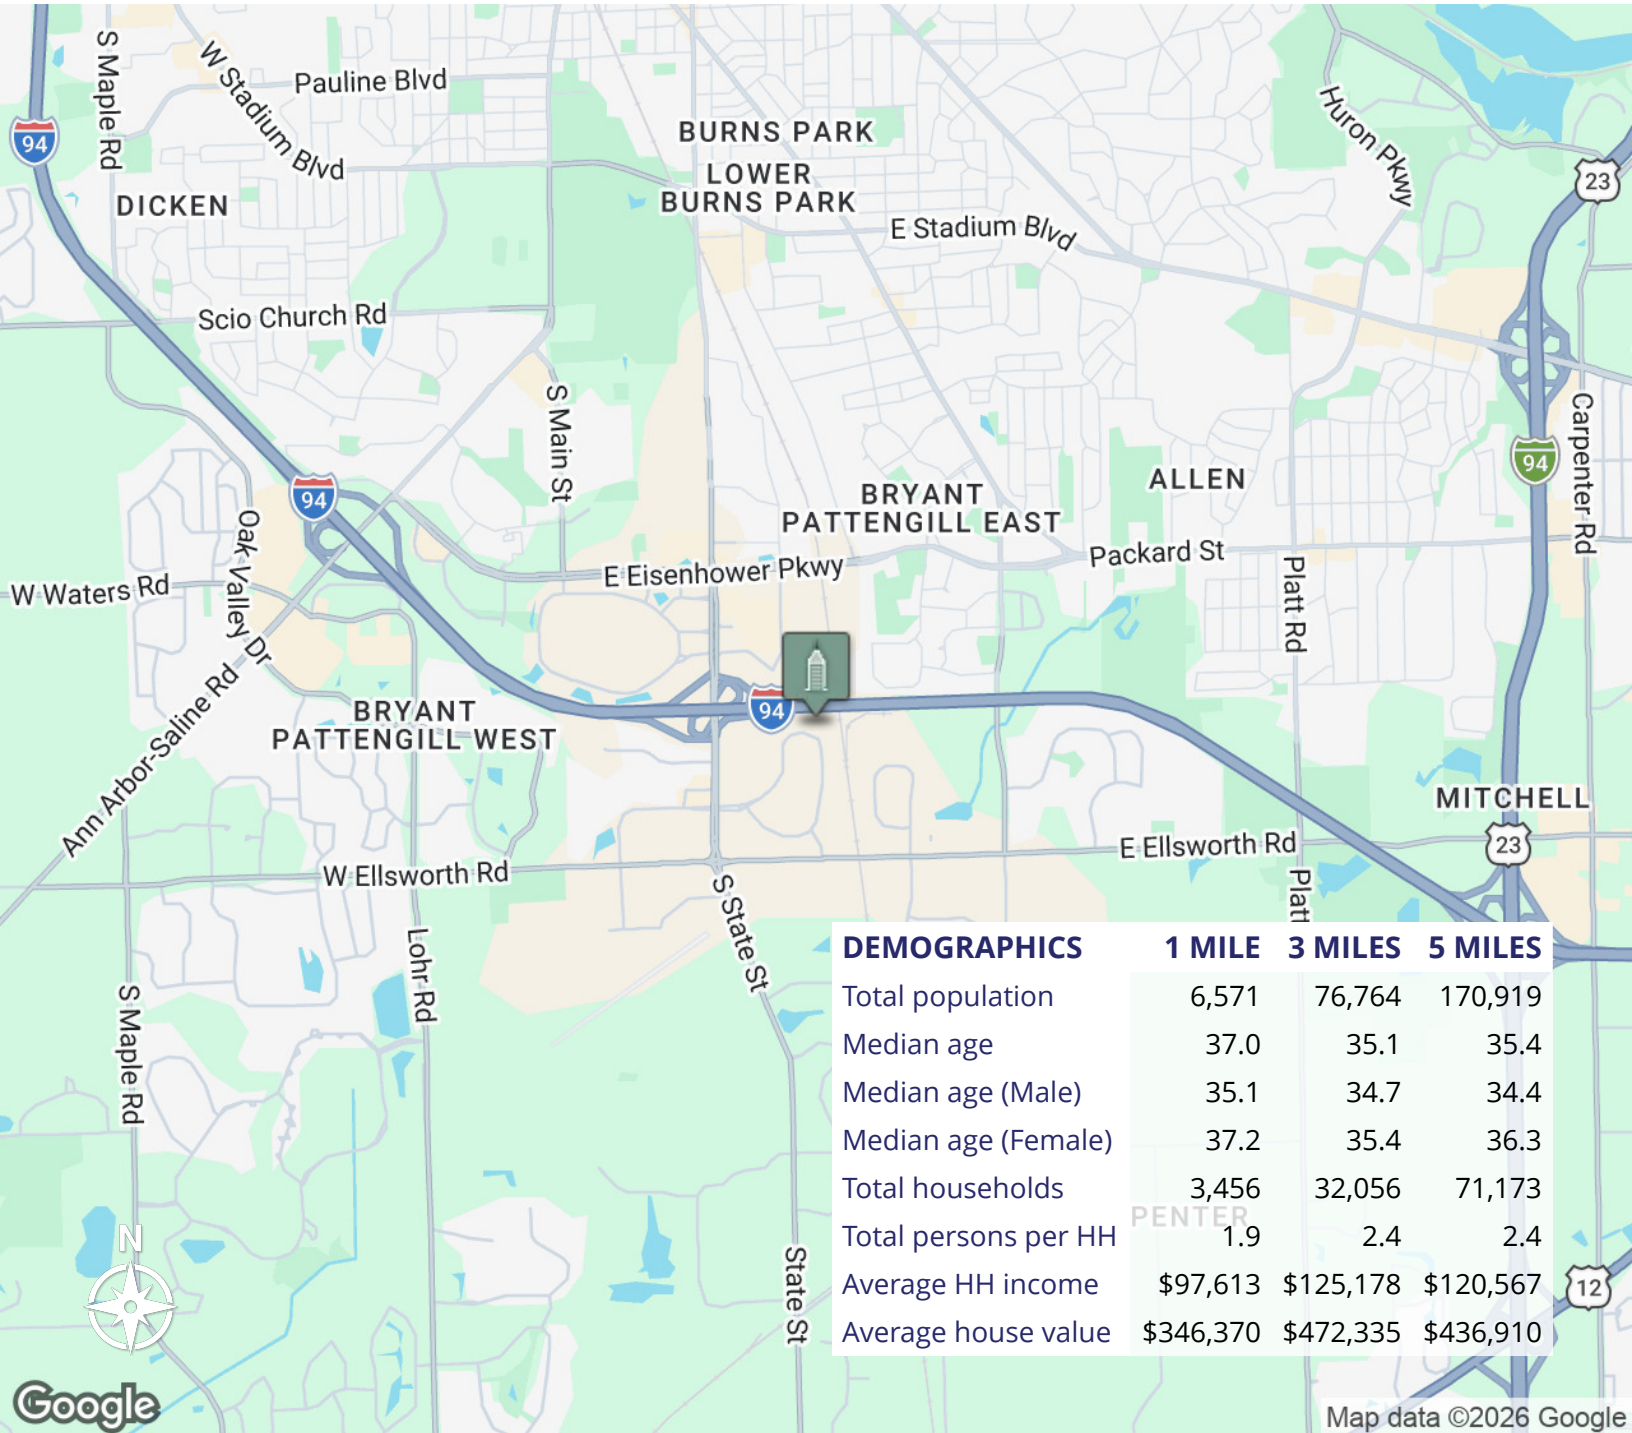 S Maple Rd
W Stadium Blvd
Pauline Blvd
94
BURNS PARK
LOWER
BURNS PARK
Huron Pkwy
23
DICKEN
E Stadium Blvd
Scio Church Rd
S Main St
Carpenter Rd
94
94
ALLEN
BRYANT
PATTENGILL EAST
Oak Valley Dr
E Eisenhower Pkwy
Packard St
Platt Rd
W Waters Rd
94
BRYANT
PATTENGILL WEST
Ann Arbor-Saline Rd
MITCHELL
23
E Ellsworth Rd
W Ellsworth Rd
Platt
S State St
Lohr Rd
S Maple Rd
DEMOGRAPHICS 1 MILE 3 MILES 5 MILES
Total population 6,571 76,764 170,919
Median age 37.0 35.1 35.4
Median age (Male) 35.1 34.7 34.4
Median age (Female) 37.2 35.4 36.3
Total households 3,456 32,056 71,173
PENTER
Total persons per HH 1.9 2.4 2.4
Average HH income $97,613 $125,178 $120,567
Average house value $346,370 $472,335 $436,910
N
State St
12
Google
Map data ©2026 Google